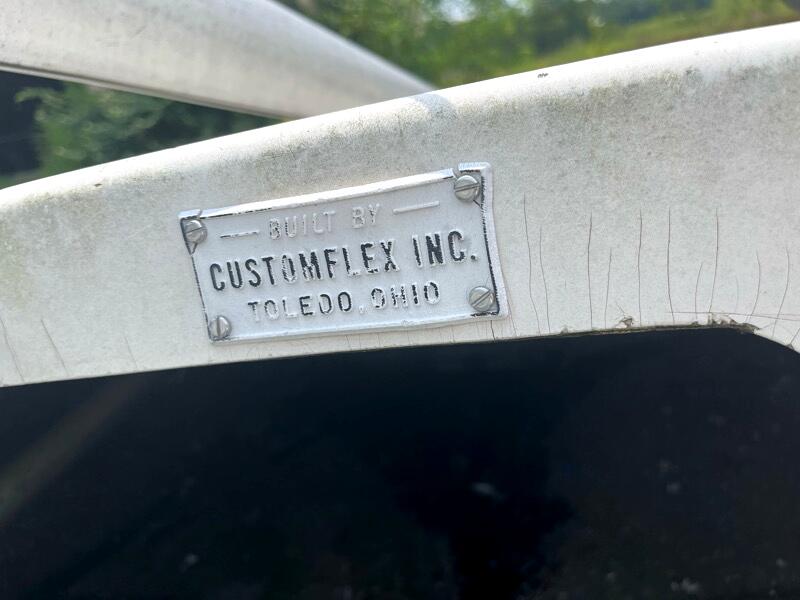 BUILT BY
CUSTOMFLEX INC.
TOLEDO, OHIO